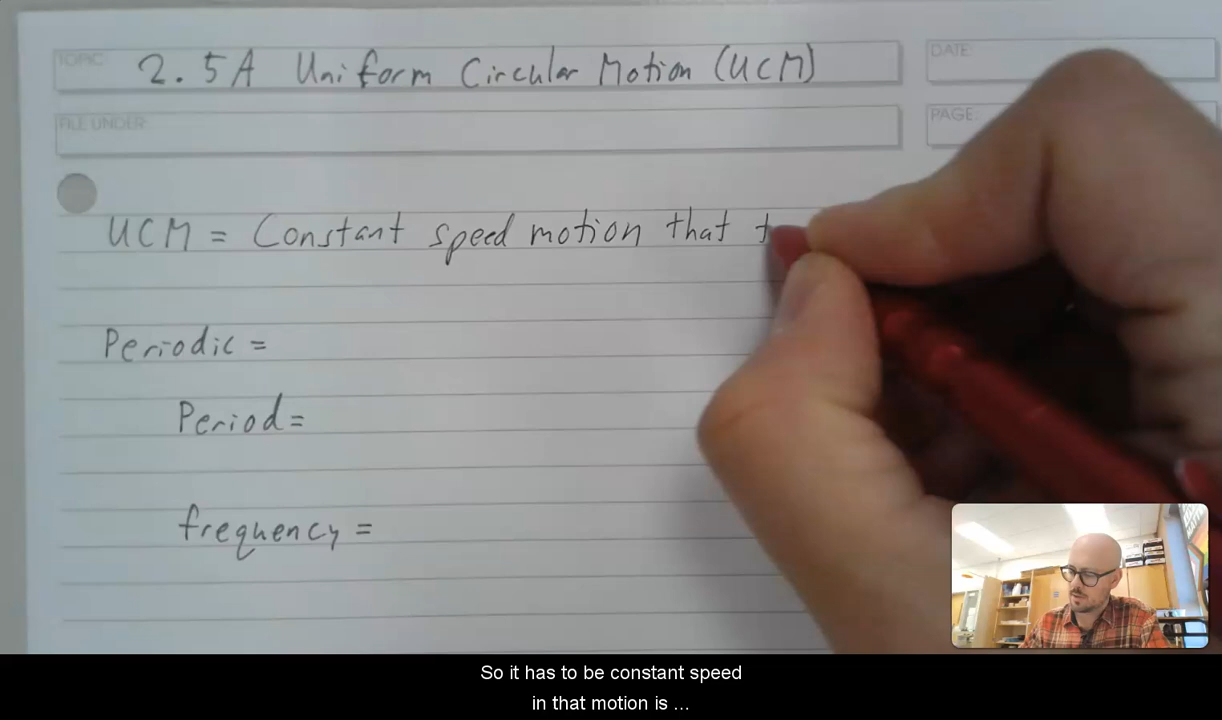 TOPIC:
2.5A Uniform Circular Motion (UCM)
DATE:
FILE UNDER:
PAGE:
UCM = Constant speed motion that t
Periodic =
Period =
frequency =
So it has to be constant speed
in that motion is ...